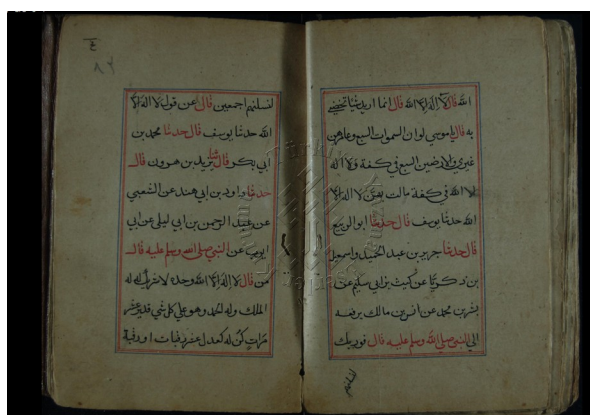 الله قال لا اله الا الله قال انما اريد شيا تخصني
به قال يا موسى لو ان السموات السبع وعامرهن
غيري والارضين السبع في كفة ولا اله
الا الله في كفة مالت بهن لا اله الا
الله حدثنا يوسف قال حدثنا ابو الربيع
قال حدثنا جرير بن عبد الحميد واسمعيل
بن زكريا عن ليث بن ابي سليم عن
بشر بن محمد عن انس بن مالك يرفعه
الى النبي صلى الله وسلم عليه قال فوربك
لنسئلنهم
لنسئلنهم اجمعين قال عن قول لا اله الا
الله حدثنا يوسف قال حدثنا محمد بن
ابي بكر قال يزيد بن هرون قال
حدثنا داود بن ابي هند عن الشعبي
عن عبد الرحمن بن ابي ليلى عن ابي
ايوب عن النبي صلى الله وسلم عليه قال
من قال لا اله الا الله وحده لا شريك له له
الملك وله الحمد وهو على كل شي قدير عشر
مرات كن له كعدل عشر رقبات او رقبة